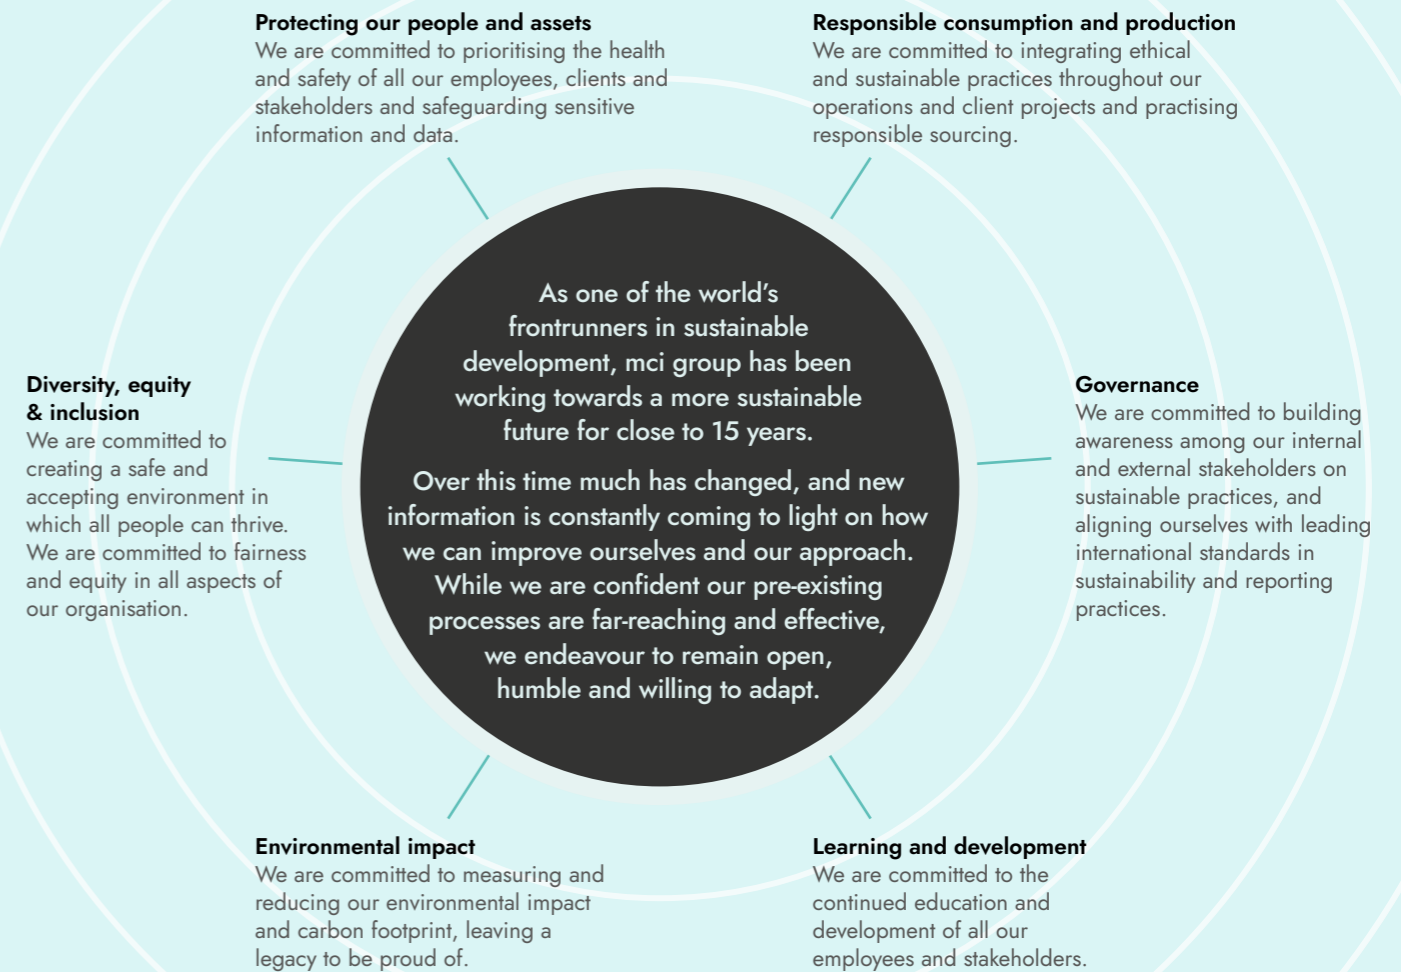 Protecting our people and assets
We are committed to prioritising the health
and safety of all our employees, clients and
stakeholders and safeguarding sensitive
information and data.
Responsible consumption and production
We are committed to integrating ethical
and sustainable practices throughout our
operations and client projects and practising
responsible sourcing.
Diversity, equity
& inclusion
We are committed to
creating a safe and
accepting environment in
which all people can thrive.
We are committed to fairness
and equity in all aspects of
our organisation.
As one of the world’s
frontrunners in sustainable
development, mci group has been
working towards a more sustainable
future for close to 15 years.
Over this time much has changed, and new
information is constantly coming to light on how
we can improve ourselves and our approach.
While we are confident our pre-existing
processes are far-reaching and effective,
we endeavour to remain open,
humble and willing to adapt.
Governance
We are committed to building
awareness among our internal
and external stakeholders on
sustainable practices, and
aligning ourselves with leading
international standards in
sustainability and reporting
practices.
Environmental impact
We are committed to measuring and
reducing our environmental impact
and carbon footprint, leaving a
legacy to be proud of.
Learning and development
We are committed to the
continued education and
development of all our
employees and stakeholders.